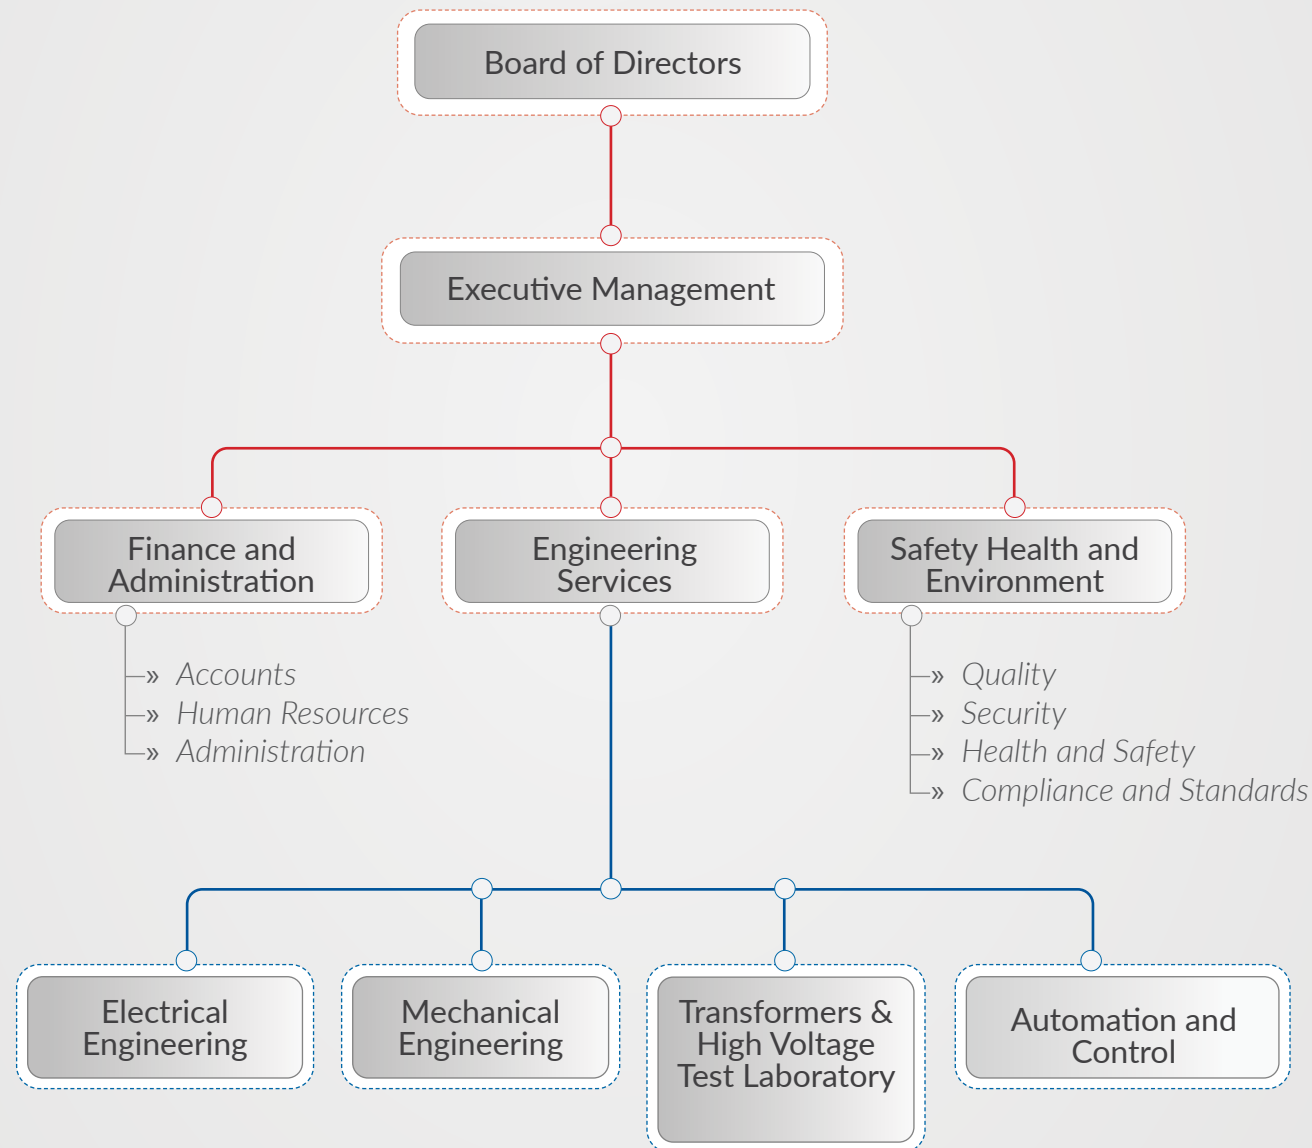 Board of Directors
Executive Management
Finance and
Administration
Engineering
Services
Safety Health and
Environment
» Accounts
» Human Resources
» Administration
» Quality
» Security
» Health and Safety
» Compliance and Standards
Electrical
Engineering
Mechanical
Engineering
Transformers &
High Voltage
Test Laboratory
Automation and
Control